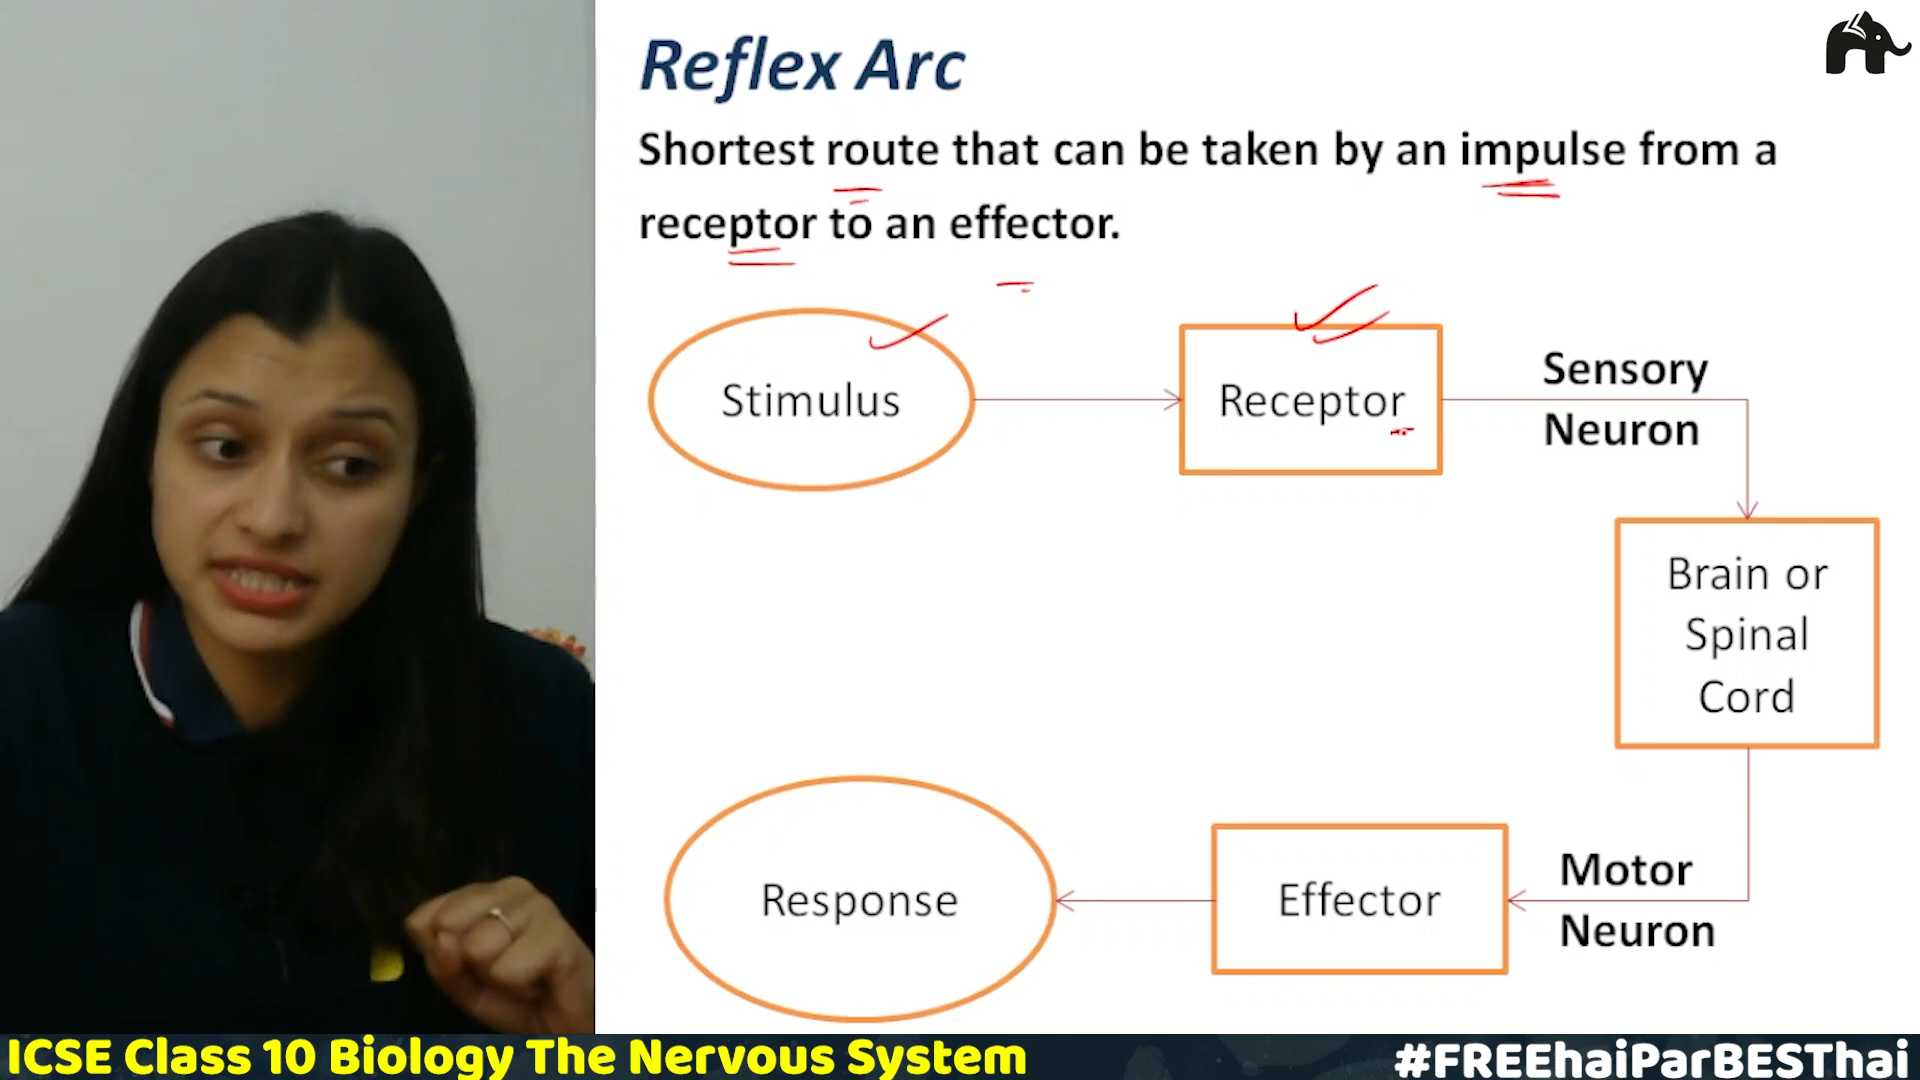 Reflex Arc
Shortest route that can be taken by an impulse from a
receptor to an effector.
Stimulus
Receptor
Sensory
Neuron
Brain or
Spinal
Cord
Motor
Neuron
Effector
Response
ICSE Class 10 Biology The Nervous System
#FREEhaiParBESThai